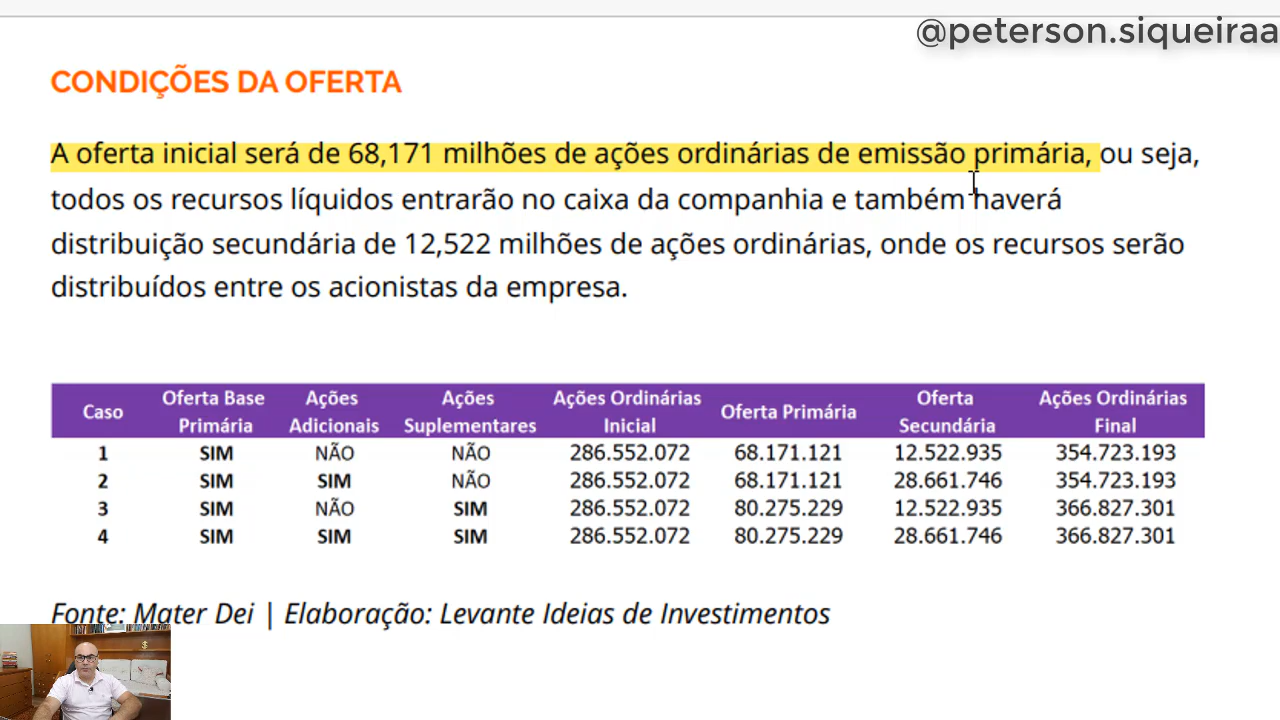 @peterson.siqueiraa
CONDIÇÕES DA OFERTA
A oferta inicial será de 68,171 milhões de ações ordinárias de emissão primária, ou seja,
todos os recursos líquidos entrarão no caixa da companhia e também haverá
distribuição secundária de 12,522 milhões de ações ordinárias, onde os recursos serão
distribuídos entre os acionistas da empresa.
Caso Oferta Base Primária Ações Adicionais Ações Suplementares Ações Ordinárias Inicial Oferta Primária Oferta Secundária Ações Ordinárias Final
1 SIM NÃO NÃO 286.552.072 68.171.121 12.522.935 354.723.193
2 SIM SIM NÃO 286.552.072 68.171.121 28.661.746 354.723.193
3 SIM NÃO SIM 286.552.072 80.275.229 12.522.935 366.827.301
4 SIM SIM SIM 286.552.072 80.275.229 28.661.746 366.827.301
Fonte: Mater Dei | Elaboração: Levante Ideias de Investimentos